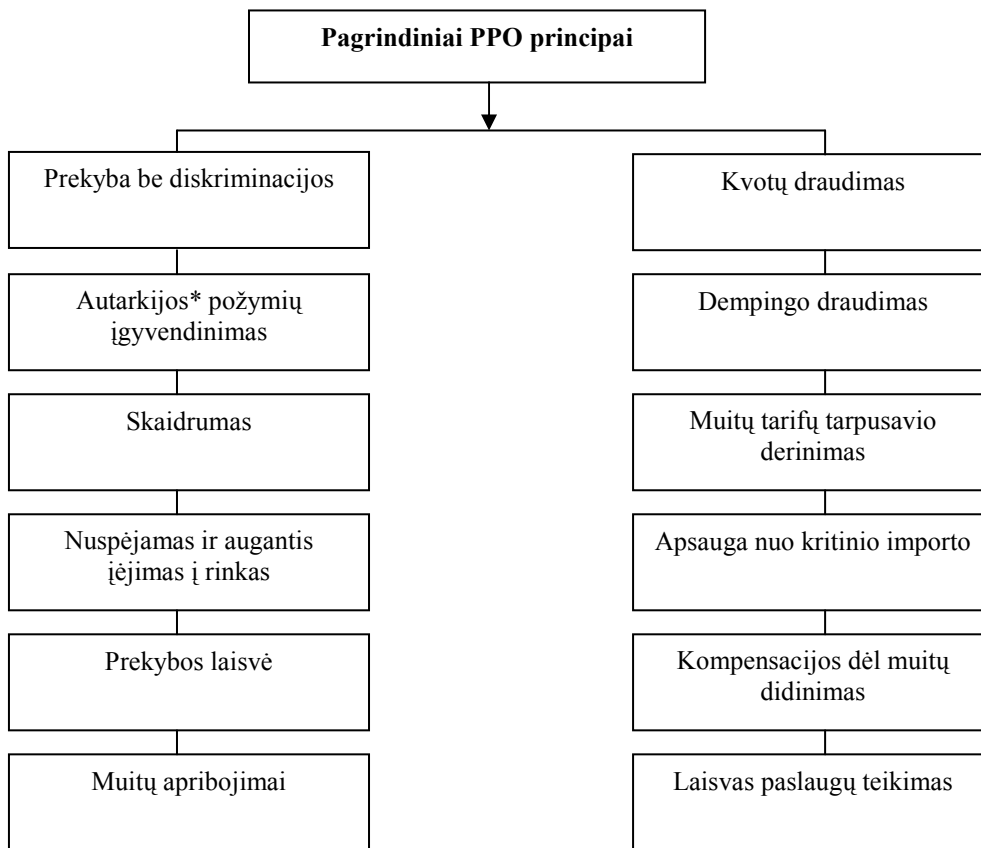 Pagrindiniai PPO principai
Prekyba be diskriminacijos
Autarkijos* požymių
įgyvendinimas
Skaidrumas
Nuspėjamas ir augantis
įėjimas į rinkas
Prekybos laisvė
Muitų apribojimai
Kvotų draudimas
Dempingo draudimas
Muitų tarifų tarpusavio
derinimas
Apsauga nuo kritinio importo
Kompensacijos dėl muitų
didinimas
Laisvas paslaugų teikimas